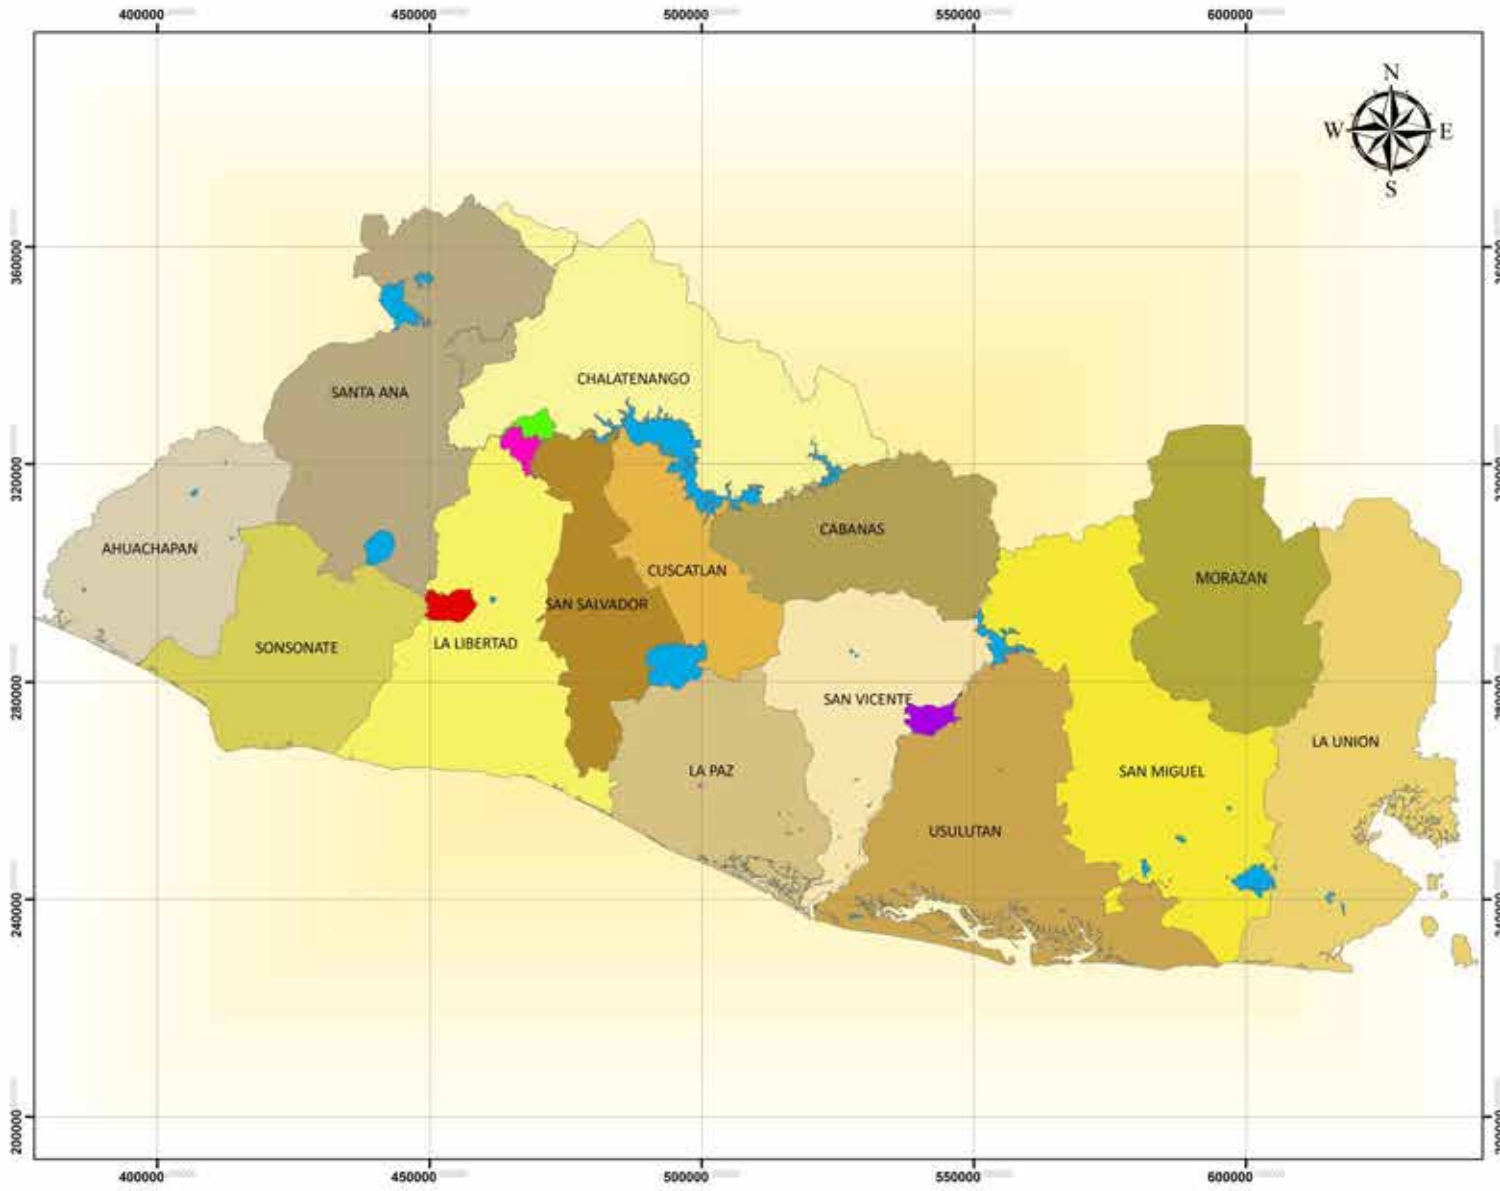 400000 450000 500000 550000 600000
N
W E
S
360000
320000
280000
240000
200000
CHALATENANGO
SANTA ANA
CABANAS
AHUACHAPAN
CUSCATLAN
MORAZAN
SAN SALVADOR
SONSONATE
LA LIBERTAD
SAN VICENTE
LA UNION
LA PAZ
SAN MIGUEL
USULUTAN
400000 450000 500000 550000 600000